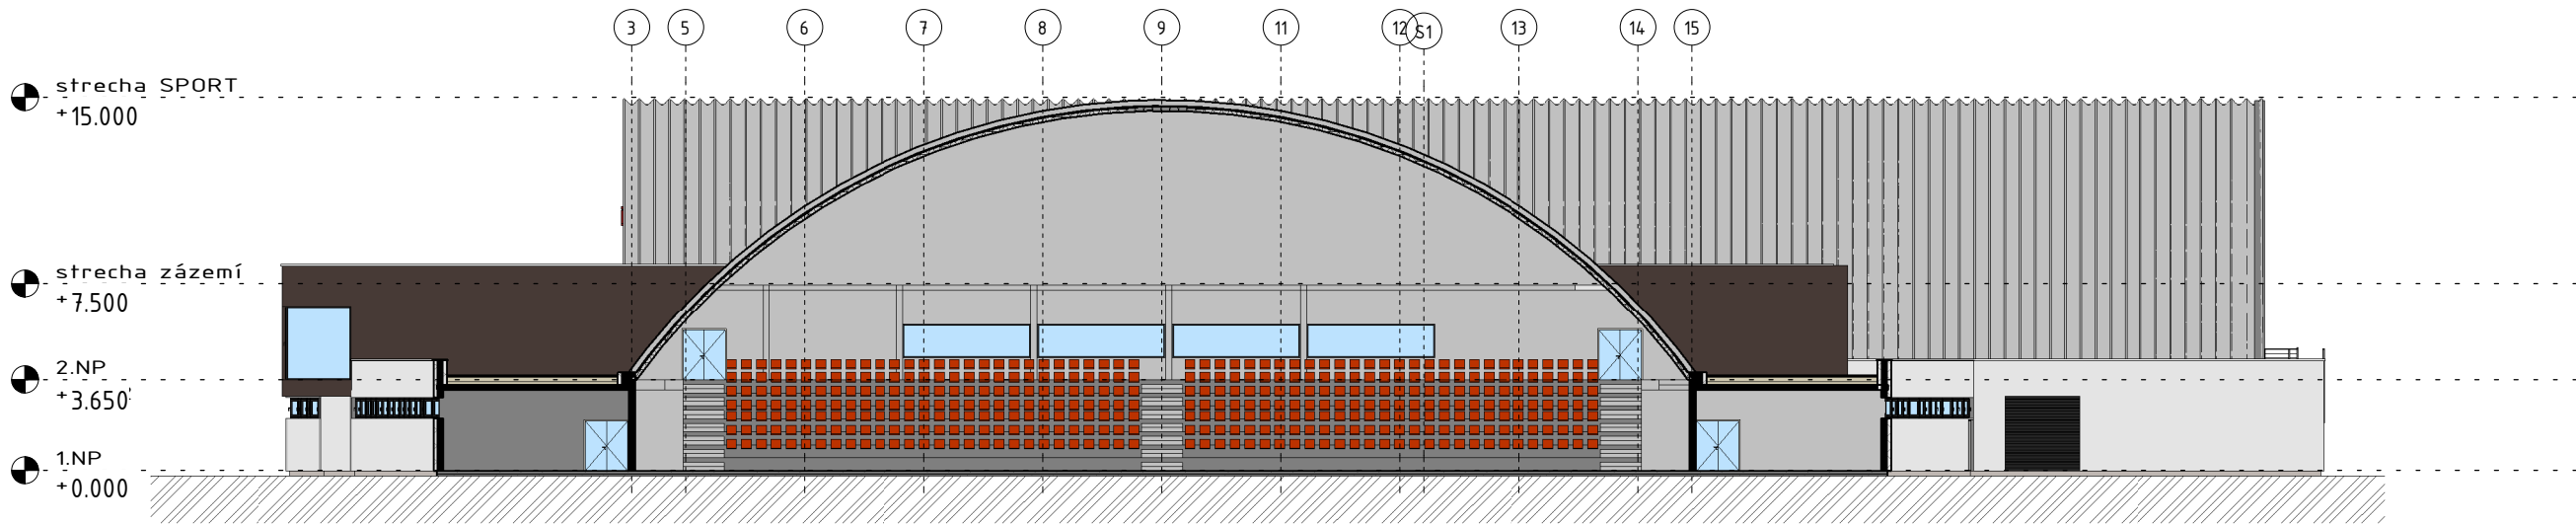 3 5 6 7 8 9 11 12 S1 13 14 15
strecha SPORT
+15.000
strecha zázemí
+7.500
2.NP
+3.650
1.NP
+0.000